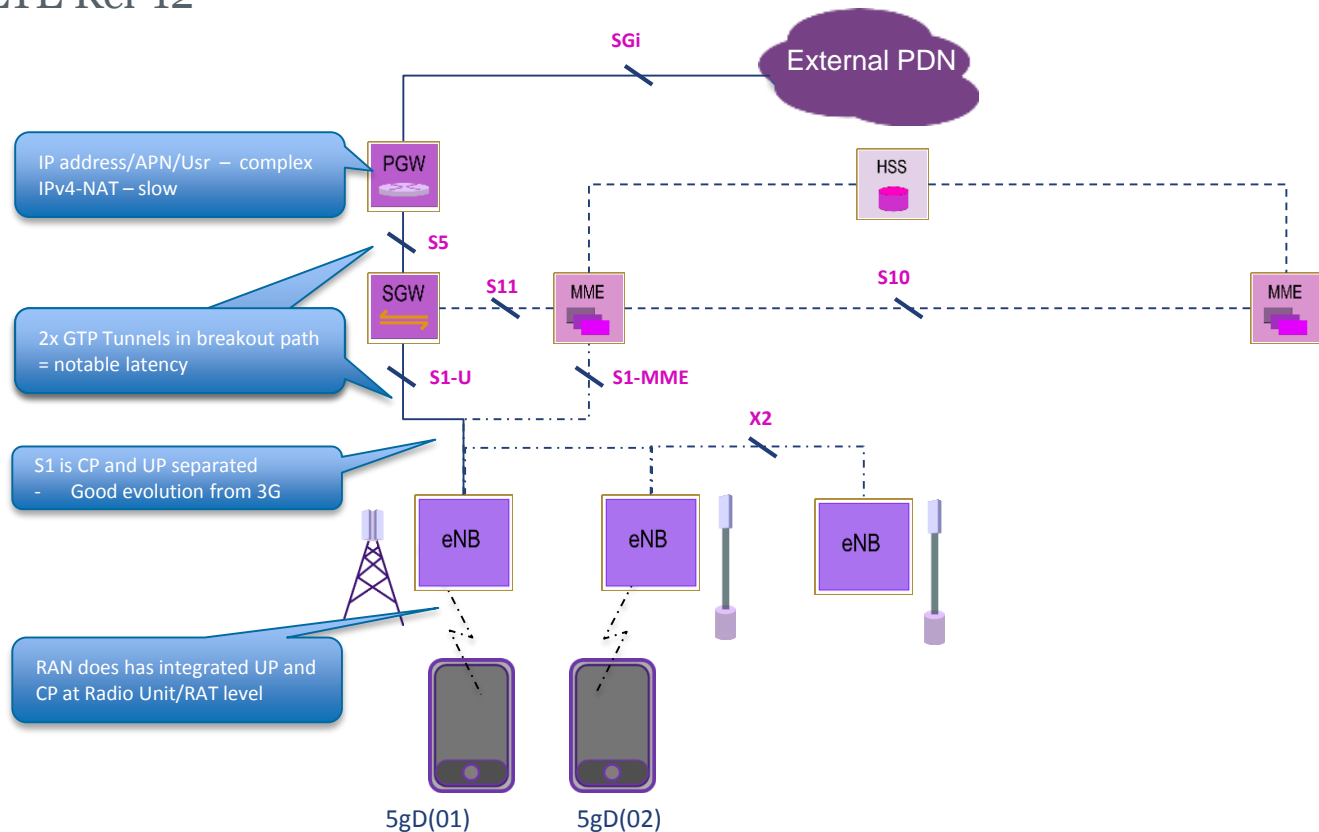 LTE Rel 12
SGi
External PDN
IP address/APN/Usr – complex
IPv4-NAT – slow
PGW
HSS
S5
SGW
S11
MME
S10
MME
2x GTP Tunnels in breakout path
= notable latency
S1-U
S1-MME
X2
S1 is CP and UP separated
- Good evolution from 3G
eNB
eNB
eNB
RAN does has integrated UP and
CP at Radio Unit/RAT level
5gD(01)
5gD(02)